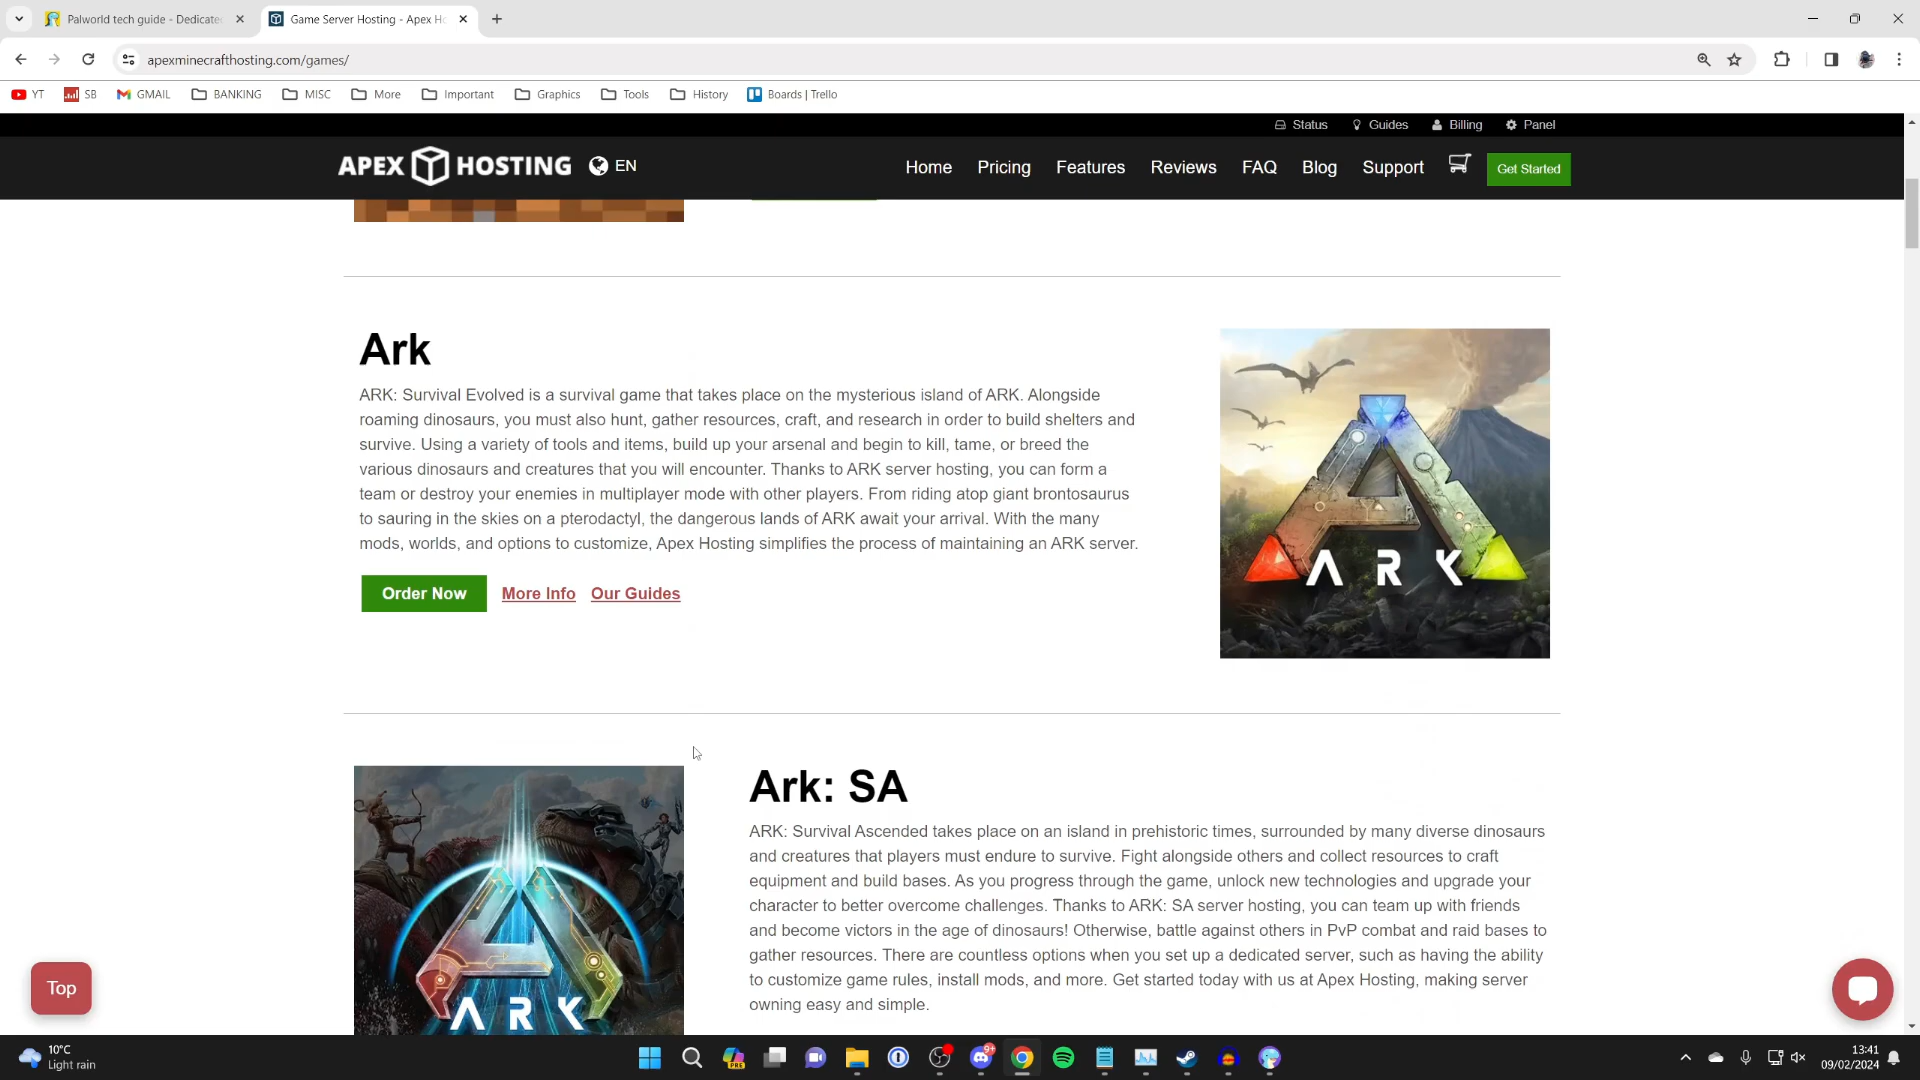 Palworld tech guide - Dedicate
Game Server Hosting - Apex Ho
apexminecrafthosting.com/games/
YT SB GMAIL BANKING MISC More Important Graphics Tools History Boards | Trello
Status Guides Billing Panel
APEX HOSTING EN Home Pricing Features Reviews FAQ Blog Support Get Started
Ark
ARK: Survival Evolved is a survival game that takes place on the mysterious island of ARK. Alongside
roaming dinosaurs, you must also hunt, gather resources, craft, and research in order to build shelters and
survive. Using a variety of tools and items, build up your arsenal and begin to kill, tame, or breed the
various dinosaurs and creatures that you will encounter. Thanks to ARK server hosting, you can form a
team or destroy your enemies in multiplayer mode with other players. From riding atop giant brontosaurus
to sauring in the skies on a pterodactyl, the dangerous lands of ARK await your arrival. With the many
mods, worlds, and options to customize, Apex Hosting simplifies the process of maintaining an ARK server.
Order Now More Info Our Guides
ARK
Ark: SA
ARK: Survival Ascended takes place on an island in prehistoric times, surrounded by many diverse dinosaurs
and creatures that players must endure to survive. Fight alongside others and collect resources to craft
equipment and build bases. As you progress through the game, unlock new technologies and upgrade your
character to better overcome challenges. Thanks to ARK: SA server hosting, you can team up with friends
and become victors in the age of dinosaurs! Otherwise, battle against others in PvP combat and raid bases to
gather resources. There are countless options when you set up a dedicated server, such as having the ability
to customize game rules, install mods, and more. Get started today with us at Apex Hosting, making server
owning easy and simple.
ARK
Top
10°C
Light rain
PRE
9+
13:41
09/02/2024